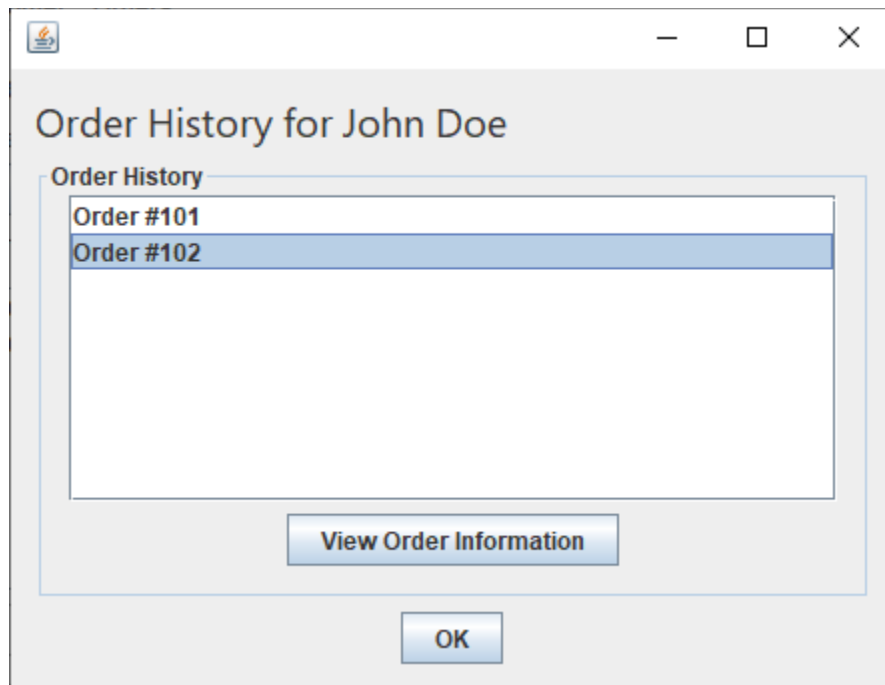 Order History for John Doe
Order History
Order #101
Order #102
View Order Information
OK